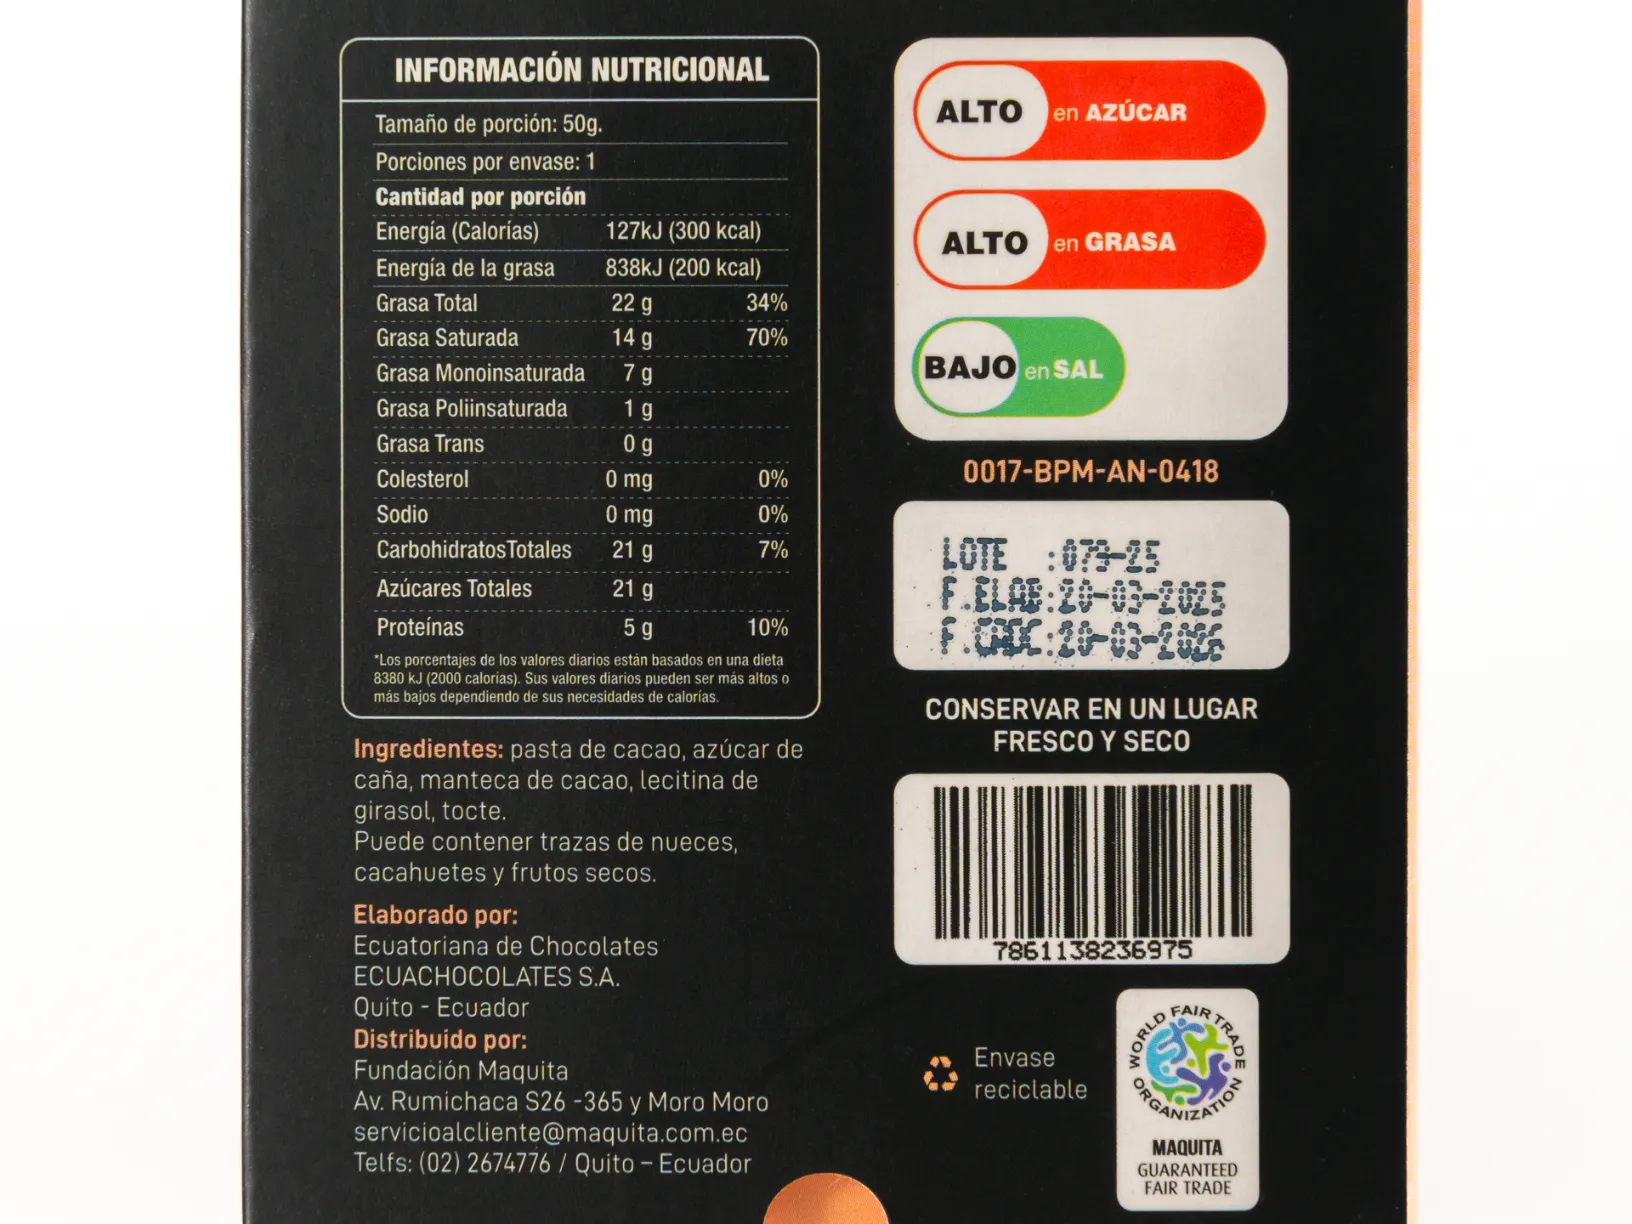 INFORMACIÓN NUTRICIONAL
Tamaño de porción: 50g.
Porciones por envase: 1
Cantidad por porción
Energía (Calorías) 127kJ (300 kcal)
Energía de la grasa 838kJ (200 kcal)
Grasa Total 22 g 34%
Grasa Saturada 14 g 70%
Grasa Monoinsaturada 7 g
Grasa Poliinsaturada 1 g
Grasa Trans 0 g
Colesterol 0 mg 0%
Sodio 0 mg 0%
CarbohidratosTotales 21 g 7%
Azúcares Totales 21 g
Proteínas 5 g 10%
*Los porcentajes de los valores diarios están basados en una dieta
8380 kJ (2000 calorías). Sus valores diarios pueden ser más altos o
más bajos dependiendo de sus necesidades de calorías.
Ingredientes: pasta de cacao, azúcar de
caña, manteca de cacao, lecitina de
girasol, tocte.
Puede contener trazas de nueces,
cacahuetes y frutos secos.
Elaborado por:
Ecuatoriana de Chocolates
ECUACHOCOLATES S.A.
Quito - Ecuador
Distribuido por:
Fundación Maquita
Av. Rumichaca S26 -365 y Moro Moro
servicioalcliente@maquita.com.ec
Telfs: (02) 2674776 / Quito – Ecuador
ALTO en AZÚCAR
ALTO en GRASA
BAJO en SAL
0017-BPM-AN-0418
LOTE :079-25
F.ELAB:20-03-2025
F.CADC:20-03-2026
CONSERVAR EN UN LUGAR
FRESCO Y SECO
7861138236975
Envase
reciclable
WORLD FAIR TRADE
ORGANIZATION
MAQUITA
GUARANTEED
FAIR TRADE